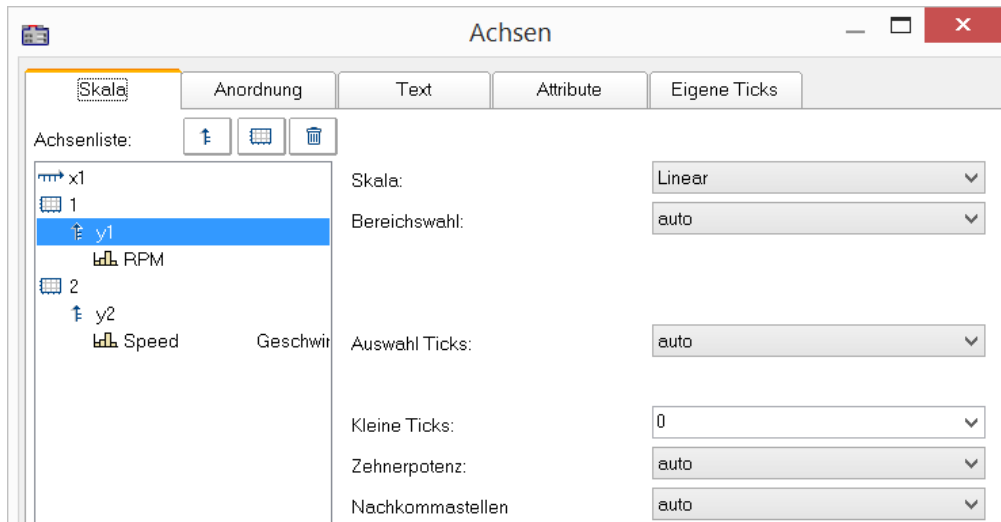 Achsen
Skala Anordnung Text Attribute Eigene Ticks
Achsenliste:
x1
1
y1
RPM
2
y2
Speed Geschwir
Skala: Linear
Bereichswahl: auto
Auswahl Ticks: auto
Kleine Ticks: 0
Zehnerpotenz: auto
Nachkommastellen auto